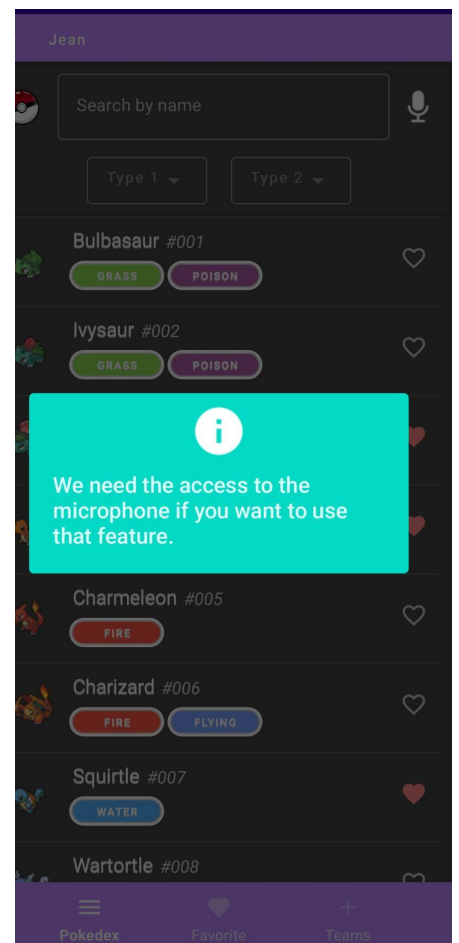 Jean
Search by name
Type 1
Type 2
Bulbasaur #001
GRASS POISON
Ivysaur #002
GRASS POISON
We need the access to the
microphone if you want to use
that feature.
Charmeleon #005
FIRE
Charizard #006
FIRE FLYING
Squirtle #007
WATER
Wartortle #008
Pokedex Favorite Teams